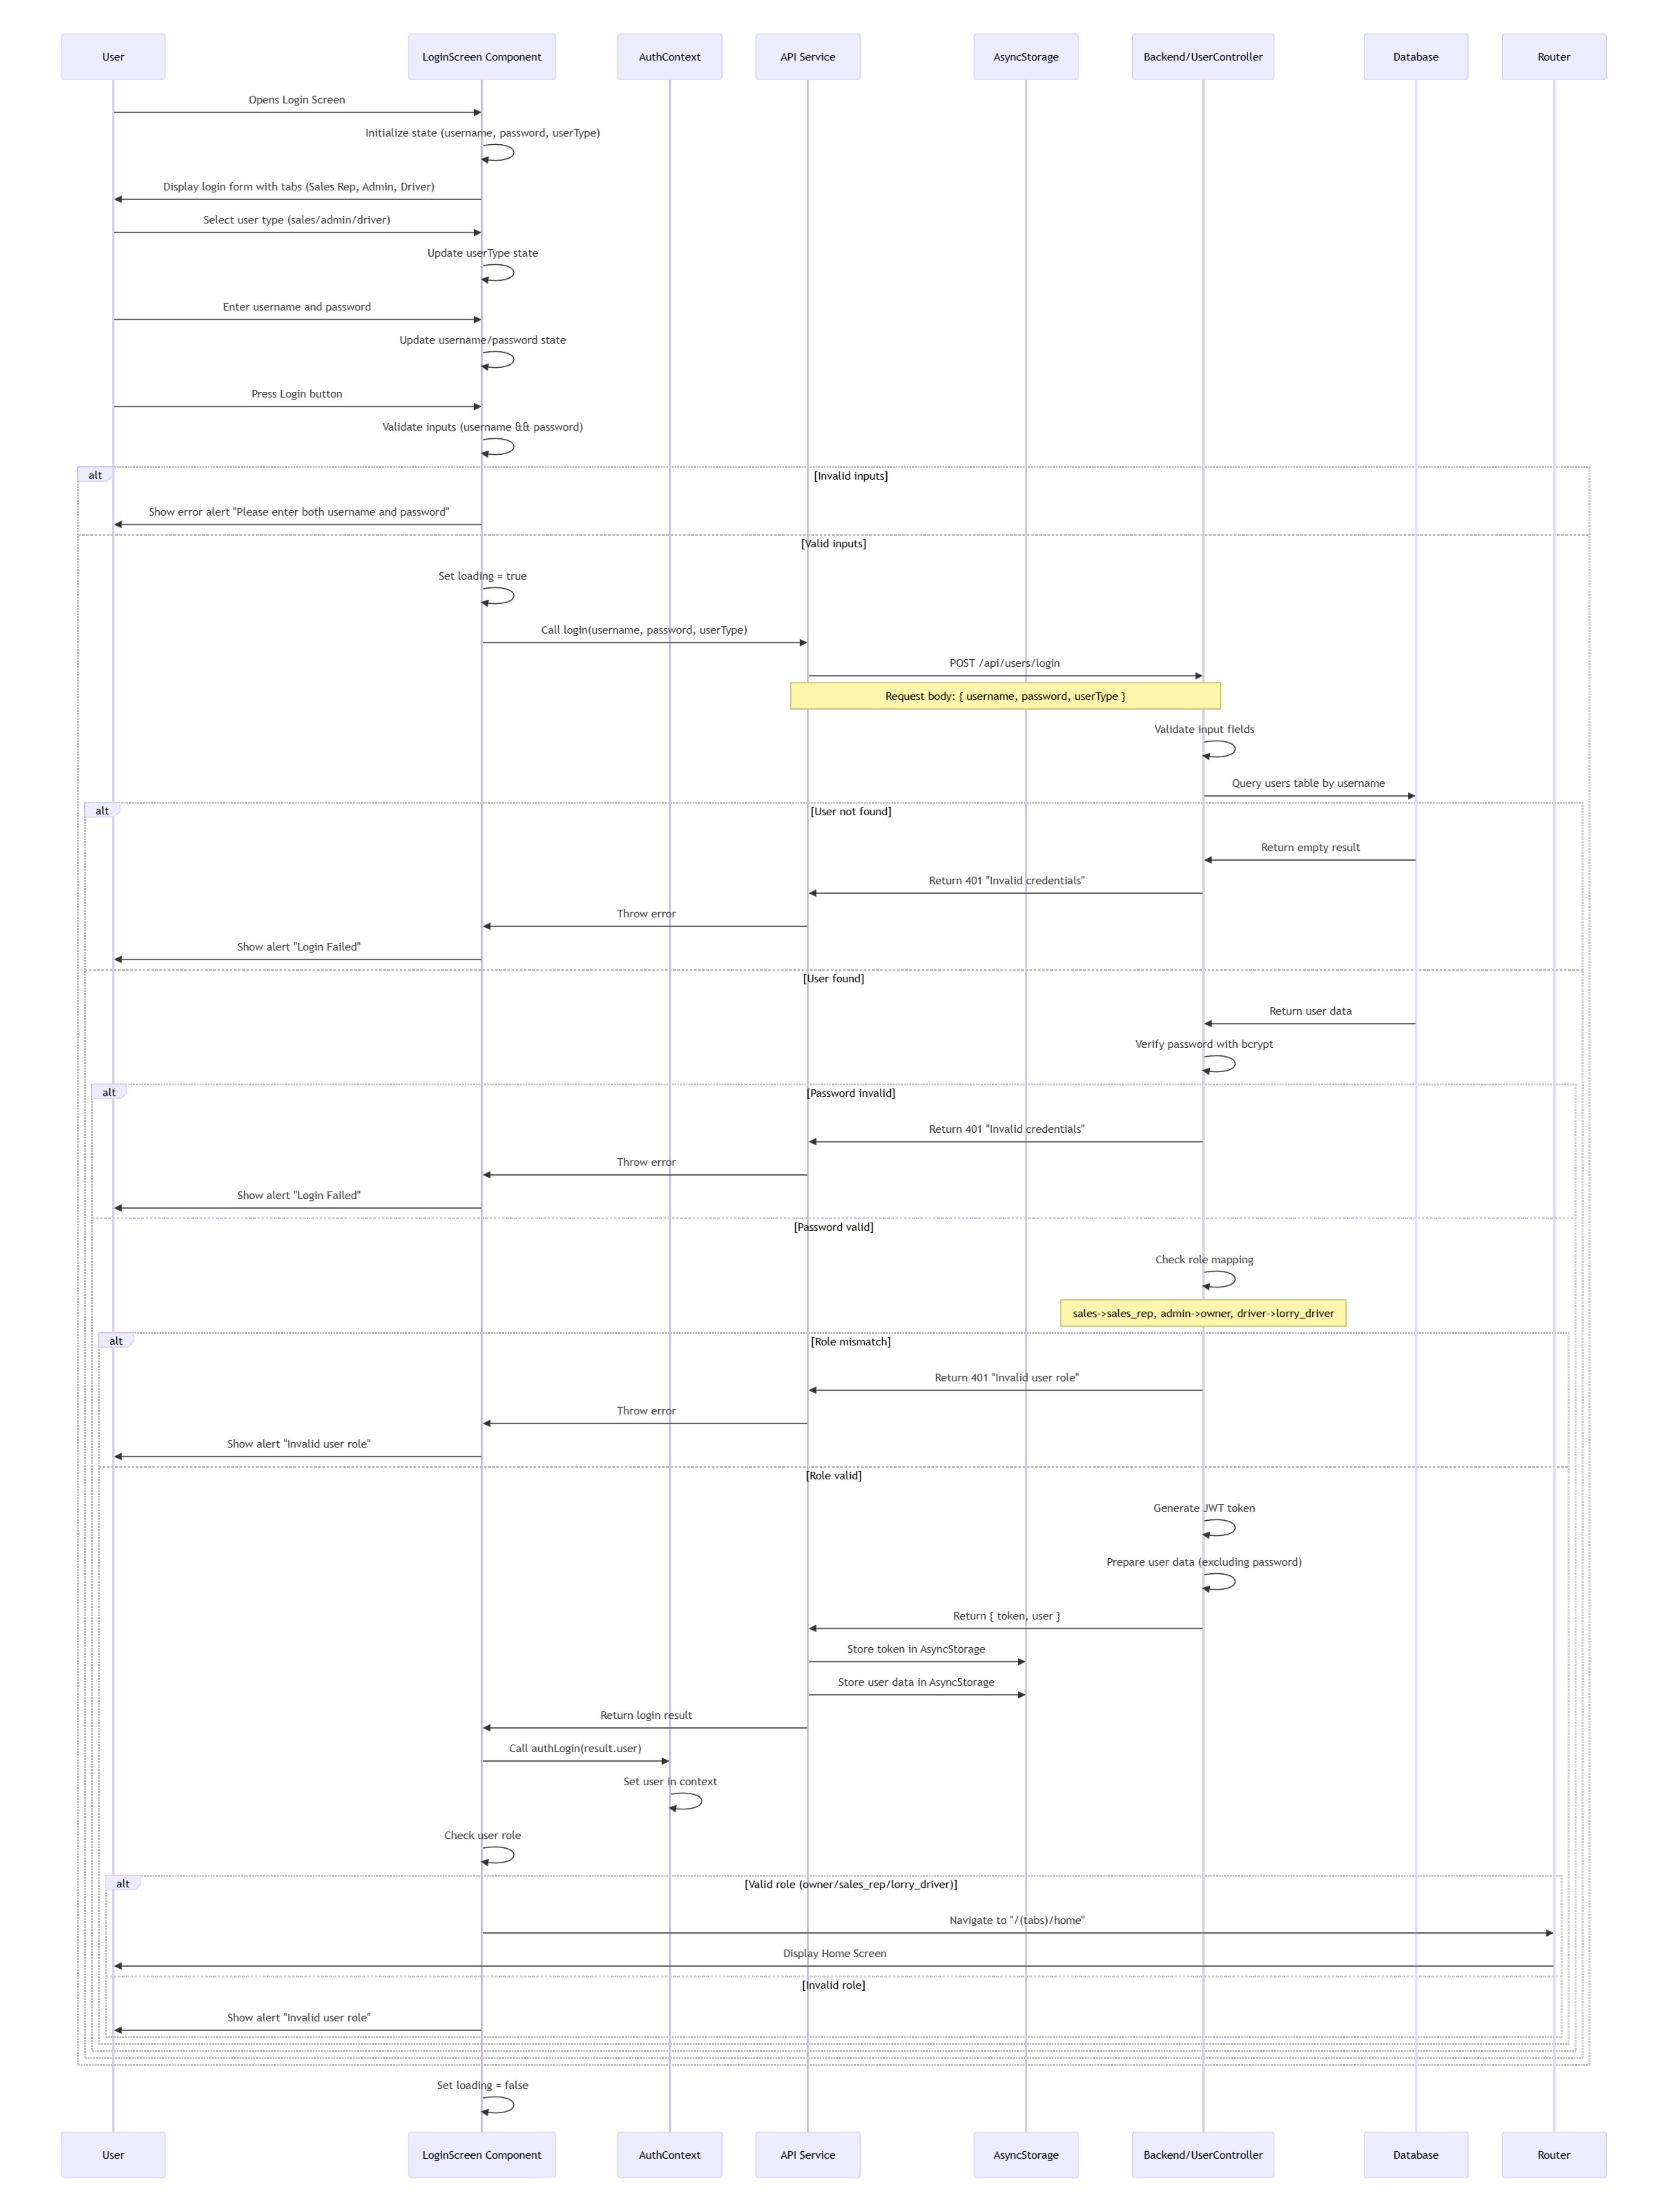 User
LoginScreen Component
AuthContext
API Service
AsyncStorage
Backend/UserController
Database
Router
Opens Login Screen
Initialize state (username, password, userType)
Display login form with tabs (Sales Rep, Admin, Driver)
Select user type (sales/admin/driver)
Update userType state
Enter username and password
Update username/password state
Press Login button
Validate inputs (username && password)
alt
[Invalid inputs]
Show error alert "Please enter both username and password"
[Valid inputs]
Set loading = true
Call login(username, password, userType)
POST /api/users/login
Request body: { username, password, userType }
Validate input fields
Query users table by username
alt
[User not found]
Return empty result
Return 401 "Invalid credentials"
Throw error
Show alert "Login Failed"
[User found]
Return user data
Verify password with bcrypt
alt
[Password invalid]
Return 401 "Invalid credentials"
Throw error
Show alert "Login Failed"
[Password valid]
Check role mapping
sales->sales_rep, admin->owner, driver->lorry_driver
alt
[Role mismatch]
Return 401 "Invalid user role"
Throw error
Show alert "Invalid user role"
[Role valid]
Generate JWT token
Prepare user data (excluding password)
Return { token, user }
Store token in AsyncStorage
Store user data in AsyncStorage
Return login result
Call authLogin(result.user)
Set user in context
Check user role
alt
[Valid role (owner/sales_rep/lorry_driver)]
Navigate to "/(tabs)/home"
Display Home Screen
[Invalid role]
Show alert "Invalid user role"
Set loading = false
User
LoginScreen Component
AuthContext
API Service
AsyncStorage
Backend/UserController
Database
Router